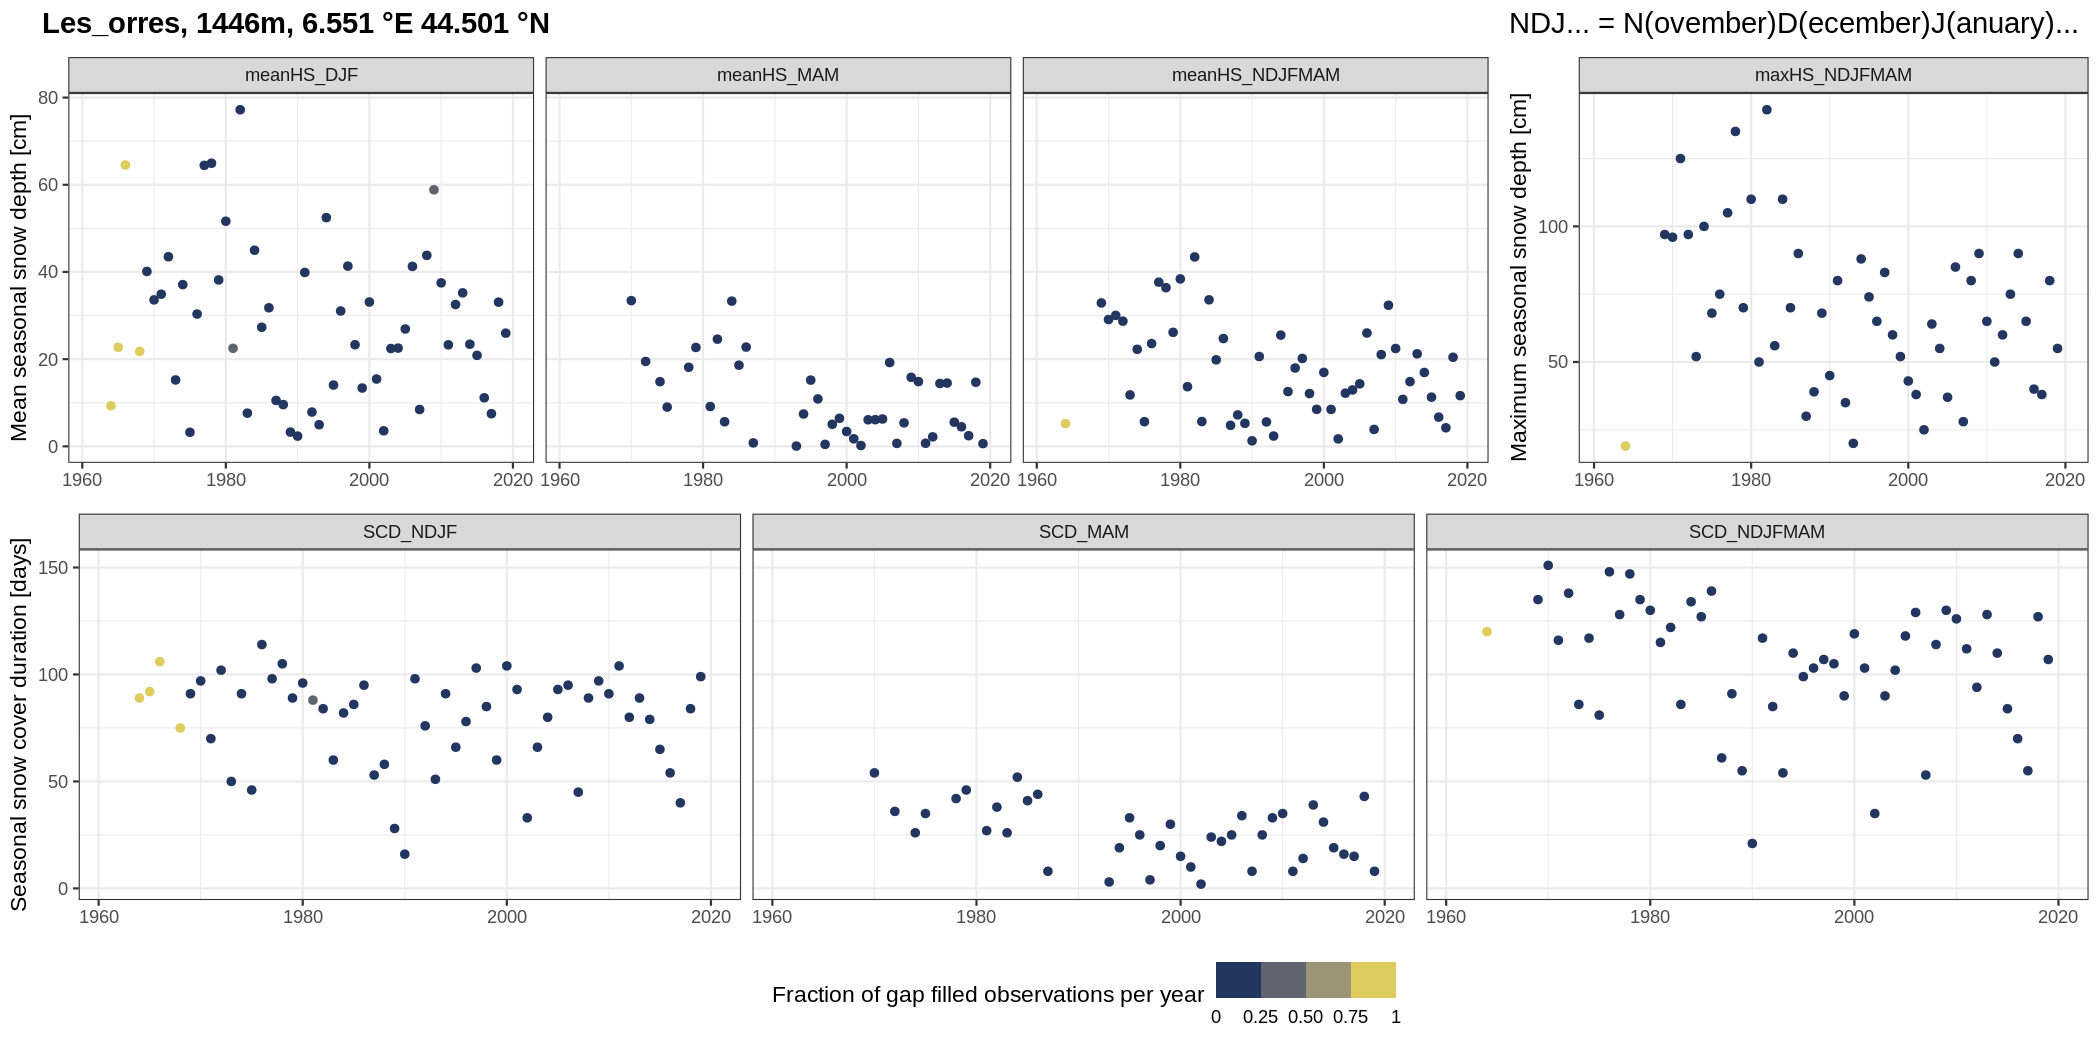 Les_orres, 1446m, 6.551 °E 44.501 °N
NDJ... = N(ovember)D(ecember)J(anuary)...
meanHS_DJF
meanHS_MAM
meanHS_NDJFMAM
maxHS_NDJFMAM
Mean seasonal snow depth [cm]
80
60
40
20
0
1960 1980 2000 2020
1960 1980 2000 2020
1960 1980 2000 2020
Maximum seasonal snow depth [cm]
100
50
1960 1980 2000 2020
SCD_NDJF
SCD_MAM
SCD_NDJFMAM
Seasonal snow cover duration [days]
150
100
50
0
1960 1980 2000 2020
1960 1980 2000 2020
1960 1980 2000 2020
Fraction of gap filled observations per year
0 0.25 0.50 0.75 1